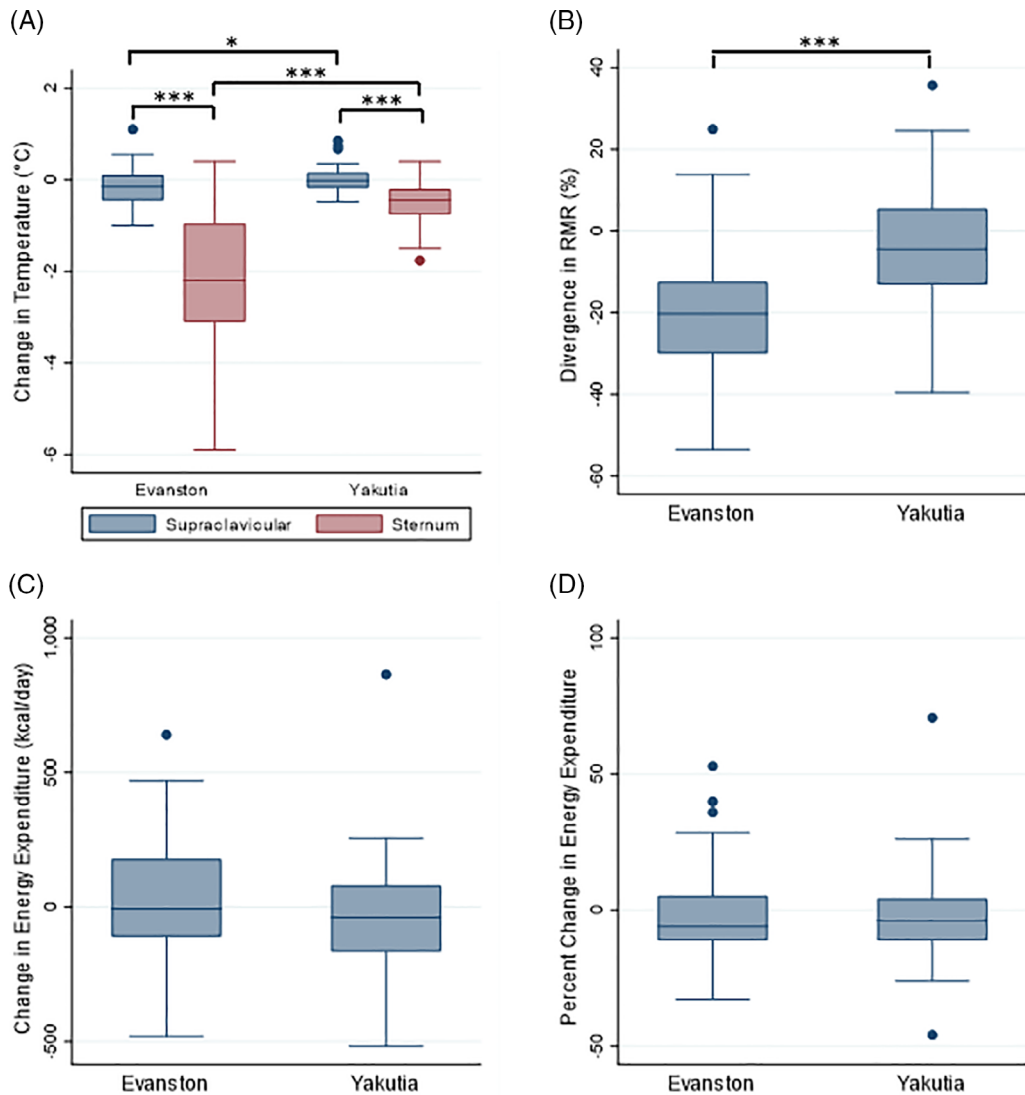 (A)
*
***
***
***
Change in Temperature (°C)
2
0
-2
-4
-6
Evanston Yakutia
Supraclavicular Sternum
(B)
***
Divergence in RMR (%)
40
20
0
-20
-40
-60
Evanston Yakutia
(C)
Change in Energy Expenditure (kcal/day)
1,000
500
0
-500
Evanston Yakutia
(D)
Percent Change in Energy Expenditure
100
50
0
-50
Evanston Yakutia